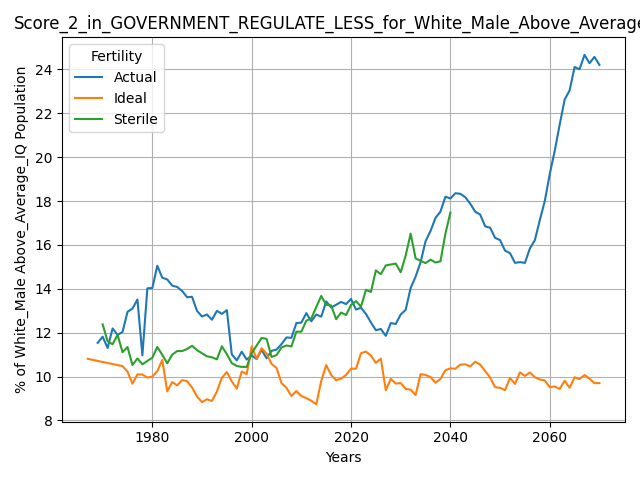 Score_2_in_GOVERNMENT_REGULATE_LESS_for_White_Male_Above_Average
Fertility
Actual
Ideal
Sterile
% of White_Male Above_Average_IQ Population
24
22
20
18
16
14
12
10
8
1980
2000
2020
2040
2060
Years